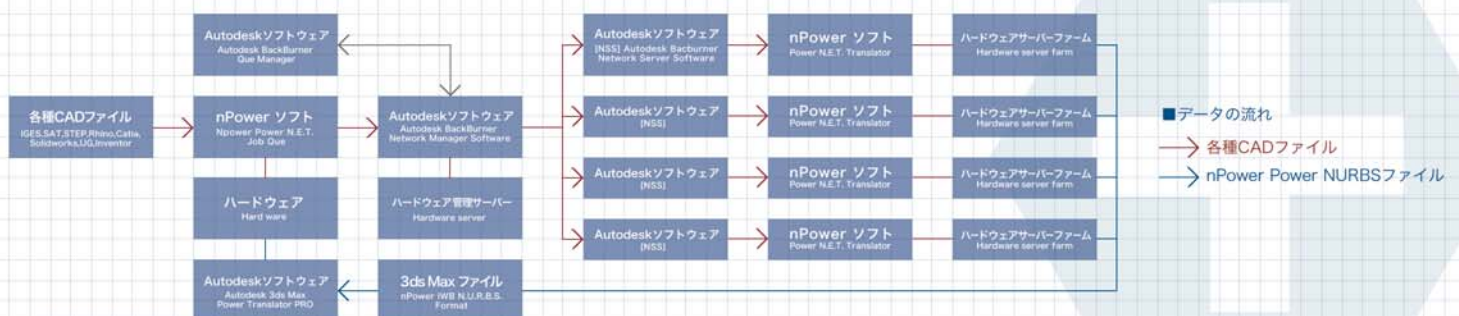 Autodeskソフトウェア
Autodesk BackBurner
Que Manager
各種CADファイル
IGES,SAT,STEP,Rhino,Catia,
Solidworks,UG,Inventor
nPower ソフト
Npower Power N.E.T.
Job Que
Autodeskソフトウェア
Autodesk BackBurner
Network Manager Software
ハードウェア
Hard ware
ハードウェア管理サーバー
Hardware server
Autodeskソフトウェア
Autodesk 3ds Max
Power Translator PRO
3ds Max ファイル
nPower IWB N.U.R.B.S.
Format
Autodeskソフトウェア
[NSS] Autodesk Bacburner
Network Server Software
nPower ソフト
Power N.E.T. Translator
ハードウェアサーバーファーム
Hardware server farm
Autodeskソフトウェア
[NSS]
nPower ソフト
Power N.E.T. Translator
ハードウェアサーバーファーム
Hardware server farm
Autodeskソフトウェア
[NSS]
nPower ソフト
Power N.E.T. Translator
ハードウェアサーバーファーム
Hardware server farm
Autodeskソフトウェア
[NSS]
nPower ソフト
Power N.E.T. Translator
ハードウェアサーバーファーム
Hardware server farm
■データの流れ
各種CADファイル
nPower Power NURBSファイル